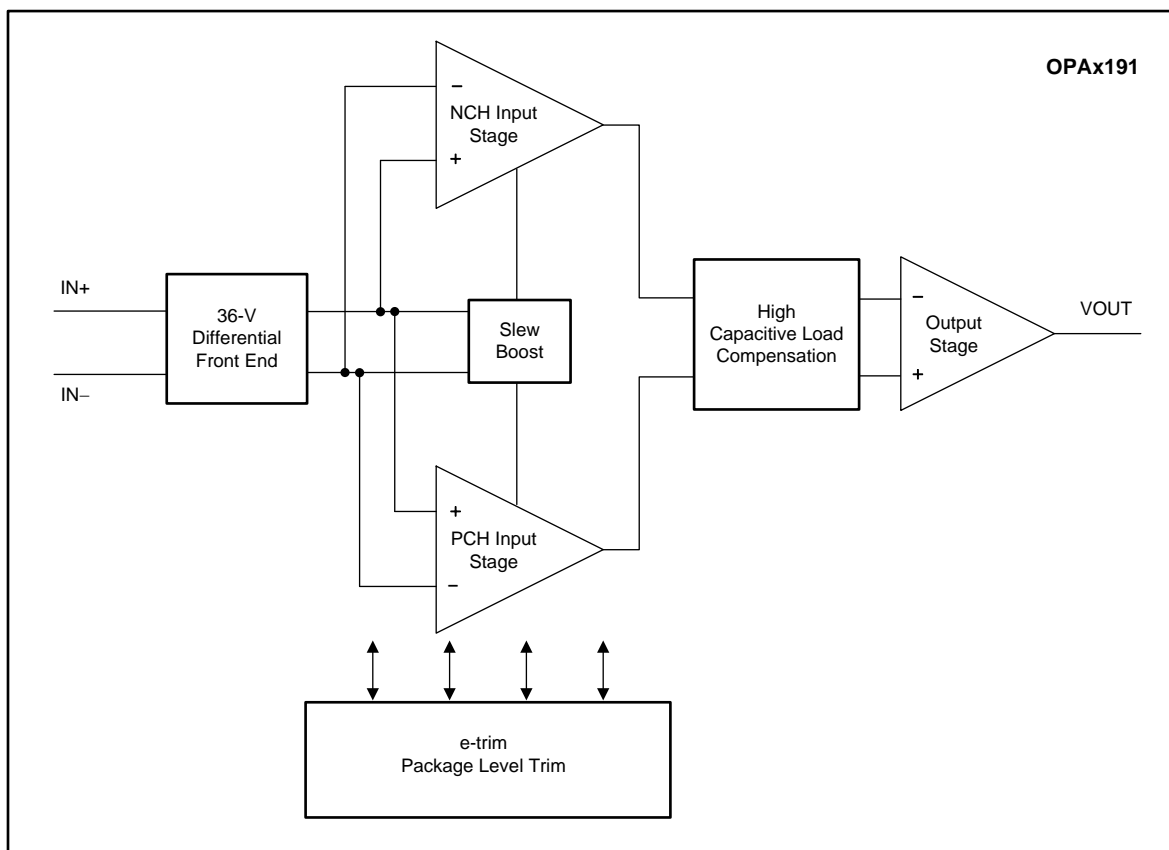 OPAx191
−
NCH Input
Stage
+
IN+
IN−
36-V
Differential
Front End
Slew
Boost
High
Capacitive Load
Compensation
−
Output
Stage
+
VOUT
+
PCH Input
Stage
−
e-trim
Package Level Trim